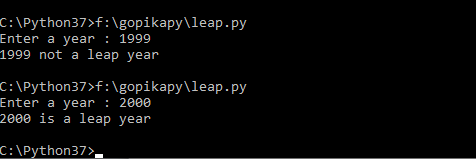 C:\Python37>f:\gopikapy\leap.py
Enter a year : 1999
1999 not a leap year
C:\Python37>f:\gopikapy\leap.py
Enter a year : 2000
2000 is a leap year
C:\Python37>